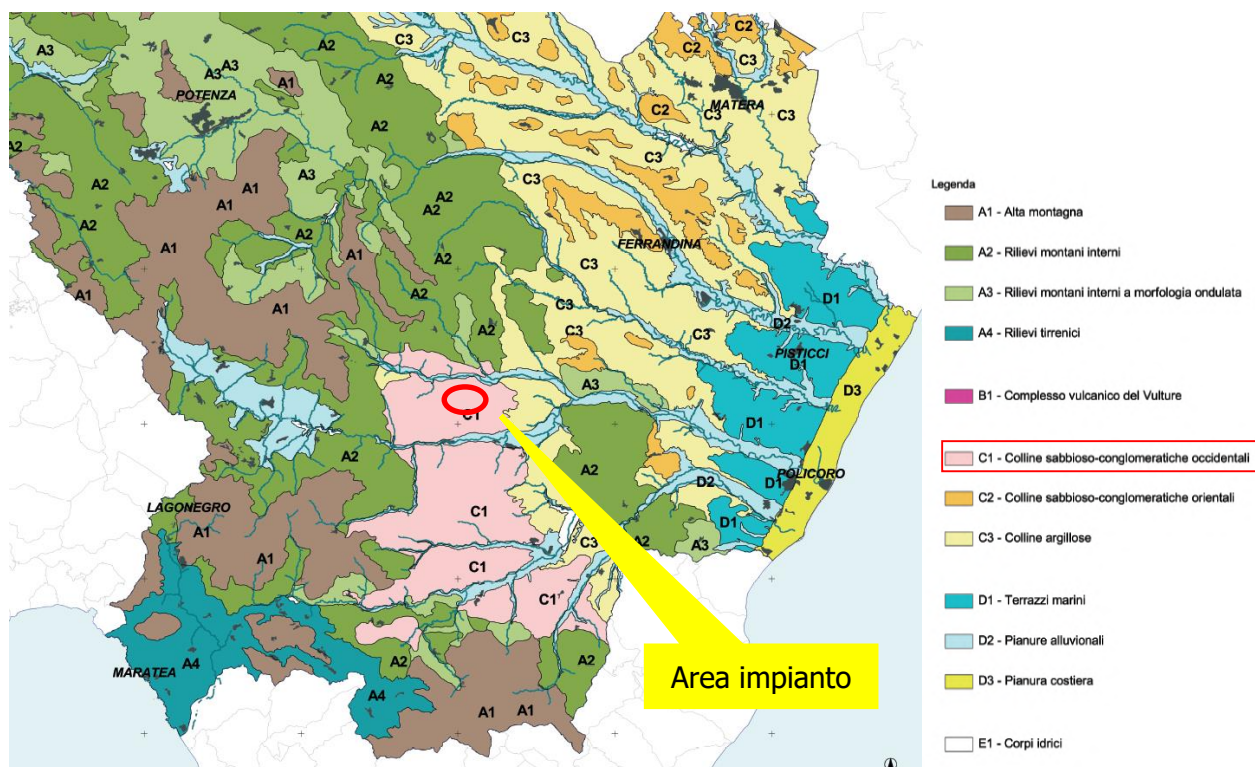 A3
A3
A3
POTENZA
A1
A2
A2
A2
A2
A2
A1
A1
A3
A2
A1
A1
A1
A2
A2
A2
A2
A2
C3
C3
C3
C2
C2
C3
MATERA
C3
C3
C2
C3
FERRANDINA
C3
C3
C3
C3
D1
D2
PISTICCI
D1
D3
A3
D1
A2
D2
POLICORO
D1
D1
A3
A2
C3
C1
C1
C1
C1
A2
LAGONEGRO
A1
A1
MARATEA
A4
A4
A2
A2
A1
A1
Area impianto
Legenda
A1 - Alta montagna
A2 - Rilievi montani interni
A3 - Rilievi montani interni a morfologia ondulata
A4 - Rilievi tirrenici
B1 - Complesso vulcanico del Vulture
C1 - Colline sabbioso-conglomeratiche occidentali
C2 - Colline sabbioso-conglomeratiche orientali
C3 - Colline argillose
D1 - Terrazzi marini
D2 - Pianure alluvionali
D3 - Pianura costiera
E1 - Corpi idrici